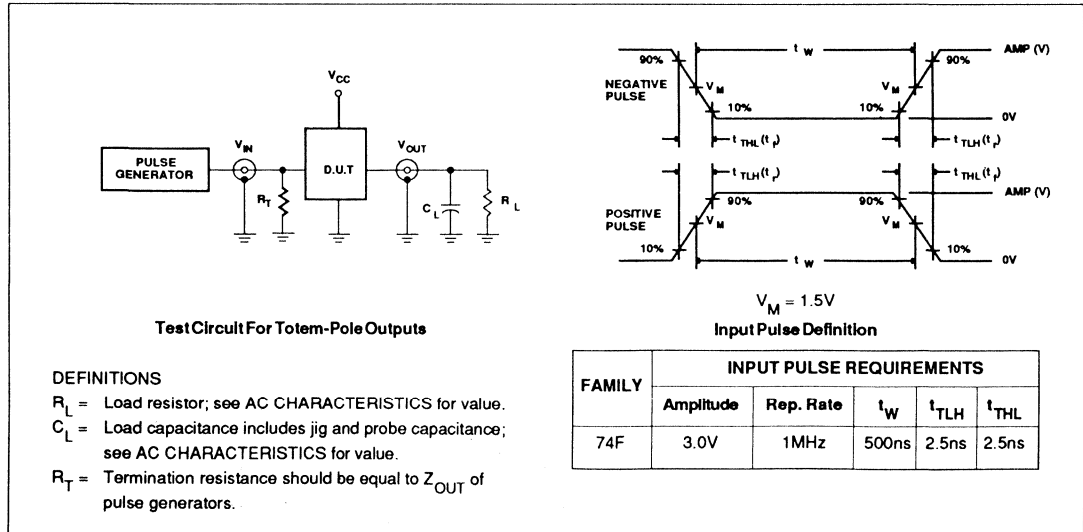 V_CC
V_IN
V_OUT
PULSE GENERATOR
D.U.T
R_T
C_L
R_L
Test Circuit For Totem-Pole Outputs
DEFINITIONS
R_L = Load resistor; see AC CHARACTERISTICS for value.
C_L = Load capacitance includes jig and probe capacitance;
see AC CHARACTERISTICS for value.
R_T = Termination resistance should be equal to Z_OUT of
pulse generators.
t_W
AMP (V)
90%
90%
NEGATIVE PULSE
V_M
V_M
10%
10%
0V
t_THL (t_f)
t_TLH (t_r)
t_TLH (t_r)
t_THL (t_f)
AMP (V)
90%
90%
POSITIVE PULSE
V_M
V_M
10%
10%
t_W
0V
V_M = 1.5V
Input Pulse Definition
FAMILY
INPUT PULSE REQUIREMENTS
Amplitude Rep. Rate t_W t_TLH t_THL
74F 3.0V 1MHz 500ns 2.5ns 2.5ns